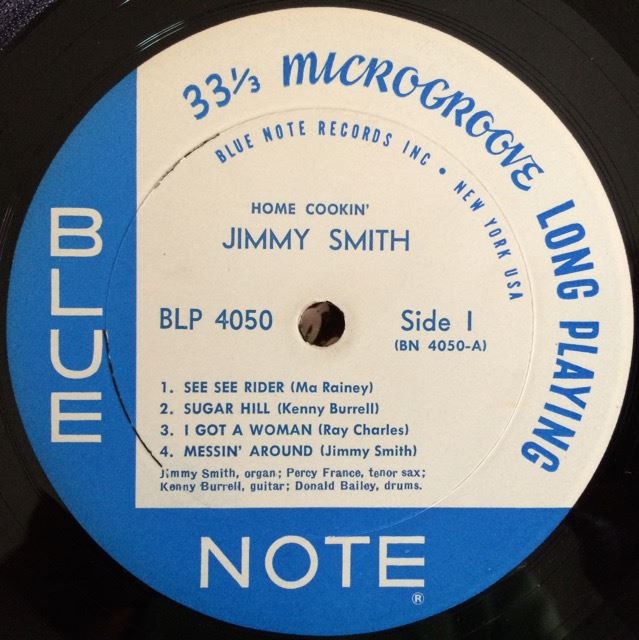 33⅓ MICROGROOVE LONG PLAYING
BLUE NOTE RECORDS INC • NEW YORK USA
HOME COOKIN'
JIMMY SMITH
BLP 4050
Side 1
(BN 4050-A)
1. SEE SEE RIDER (Ma Rainey)
2. SUGAR HILL (Kenny Burrell)
3. I GOT A WOMAN (Ray Charles)
4. MESSIN' AROUND (Jimmy Smith)
Jimmy Smith, organ; Percy France, tenor sax;
Kenny Burrell, guitar; Donald Bailey, drums.
BLUE
NOTE
®